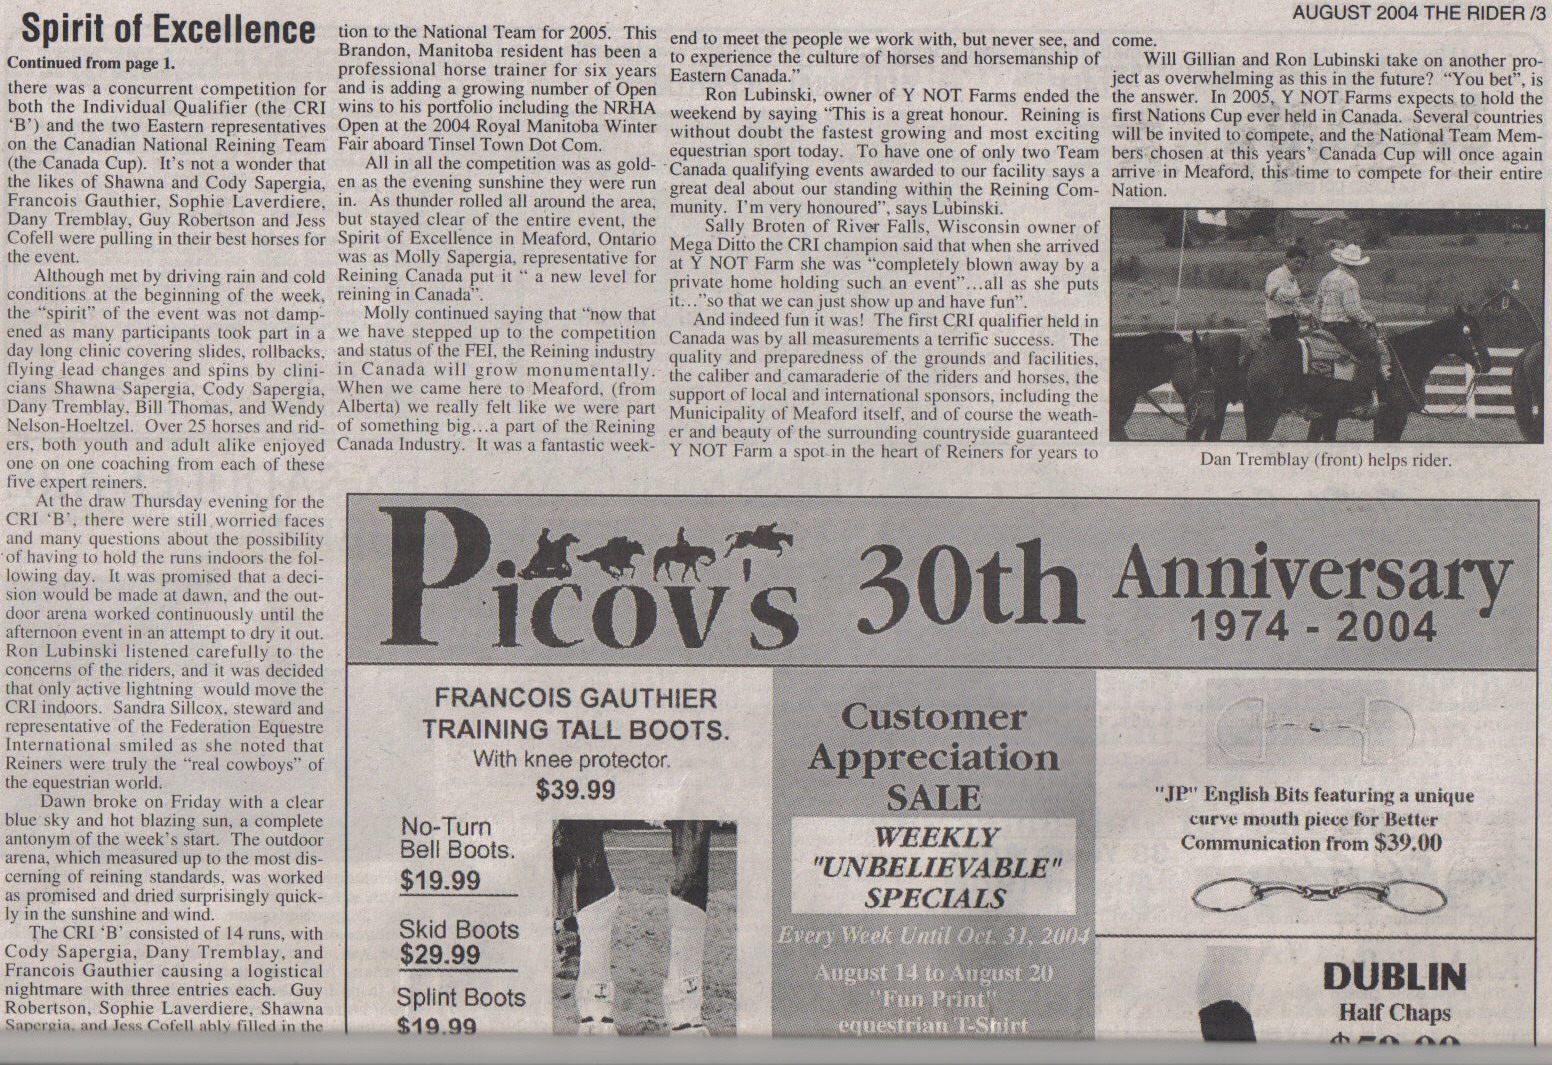 AUGUST 2004 THE RIDER /3
Spirit of Excellence
Continued from page 1.
there was a concurrent competition for
both the Individual Qualifier (the CRI
'B') and the two Eastern representatives
on the Canadian National Reining Team
(the Canada Cup). It's not a wonder that
the likes of Shawna and Cody Sapergia,
Francois Gauthier, Sophie Laverdiere,
Dany Tremblay, Guy Robertson and Jess
Cofell were pulling in their best horses for
the event.
Although met by driving rain and cold
conditions at the beginning of the week,
the "spirit" of the event was not damp-
ened as many participants took part in a
day long clinic covering slides, rollbacks,
flying lead changes and spins by clini-
cians Shawna Sapergia, Cody Sapergia,
Dany Tremblay, Bill Thomas, and Wendy
Nelson-Hoeltzel. Over 25 horses and rid-
ers, both youth and adult alike enjoyed
one on one coaching from each of these
five expert reiners.
At the draw Thursday evening for the
CRI 'B', there were still worried faces
and many questions about the possibility
of having to hold the runs indoors the fol-
lowing day. It was promised that a deci-
sion would be made at dawn, and the out-
door arena worked continuously until the
afternoon event in an attempt to dry it out.
Ron Lubinski listened carefully to the
concerns of the riders, and it was decided
that only active lightning would move the
CRI indoors. Sandra Sillcox, steward and
representative of the Federation Equestre
International smiled as she noted that
Reiners were truly the "real cowboys" of
the equestrian world.
Dawn broke on Friday with a clear
blue sky and hot blazing sun, a complete
antonym of the week's start. The outdoor
arena, which measured up to the most dis-
cerning of reining standards, was worked
as promised and dried surprisingly quick-
ly in the sunshine and wind.
The CRI 'B' consisted of 14 runs, with
Cody Sapergia, Dany Tremblay, and
Francois Gauthier causing a logistical
nightmare with three entries each. Guy
Robertson, Sophie Laverdiere, Shawna
Sapergia, and Jess Cofell ably filled in the
tion to the National Team for 2005. This
Brandon, Manitoba resident has been a
professional horse trainer for six years
and is adding a growing number of Open
wins to his portfolio including the NRHA
Open at the 2004 Royal Manitoba Winter
Fair aboard Tinsel Town Dot Com.
All in all the competition was as gold-
en as the evening sunshine they were run
in. As thunder rolled all around the area,
but stayed clear of the entire event, the
Spirit of Excellence in Meaford, Ontario
was as Molly Sapergia, representative for
Reining Canada put it " a new level for
reining in Canada".
Molly continued saying that "now that
we have stepped up to the competition
and status of the FEI, the Reining industry
in Canada will grow monumentally.
When we came here to Meaford, (from
Alberta) we really felt like we were part
of something big...a part of the Reining
Canada Industry. It was a fantastic week-
end to meet the people we work with, but never see, and
to experience the culture of horses and horsemanship of
Eastern Canada."
Ron Lubinski, owner of Y NOT Farms ended the
weekend by saying "This is a great honour. Reining is
without doubt the fastest growing and most exciting
equestrian sport today. To have one of only two Team
Canada qualifying events awarded to our facility says a
great deal about our standing within the Reining Com-
munity. I'm very honoured", says Lubinski.
Sally Broten of River Falls, Wisconsin owner of
Mega Ditto the CRI champion said that when she arrived
at Y NOT Farm she was "completely blown away by a
private home holding such an event"...all as she puts
it..."so that we can just show up and have fun".
And indeed fun it was! The first CRI qualifier held in
Canada was by all measurements a terrific success. The
quality and preparedness of the grounds and facilities,
the caliber and camaraderie of the riders and horses, the
support of local and international sponsors, including the
Municipality of Meaford itself, and of course the weath-
er and beauty of the surrounding countryside guaranteed
Y NOT Farm a spot in the heart of Reiners for years to
come.
Will Gillian and Ron Lubinski take on another pro-
ject as overwhelming as this in the future? "You bet", is
the answer. In 2005, Y NOT Farms expects to hold the
first Nations Cup ever held in Canada. Several countries
will be invited to compete, and the National Team Mem-
bers chosen at this years' Canada Cup will once again
arrive in Meaford, this time to compete for their entire
Nation.
Dan Tremblay (front) helps rider.
Picov's 30th Anniversary
1974 - 2004
FRANCOIS GAUTHIER
TRAINING TALL BOOTS.
With knee protector.
$39.99
No-Turn
Bell Boots.
$19.99
Skid Boots
$29.99
Splint Boots
$19.99
Customer
Appreciation
SALE
WEEKLY
"UNBELIEVABLE"
SPECIALS
Every Week Until Oct. 31, 2004
August 14 to August 20
"Fun Print"
equestrian T-Shirt
"JP" English Bits featuring a unique
curve mouth piece for Better
Communication from $39.00
DUBLIN
Half Chaps